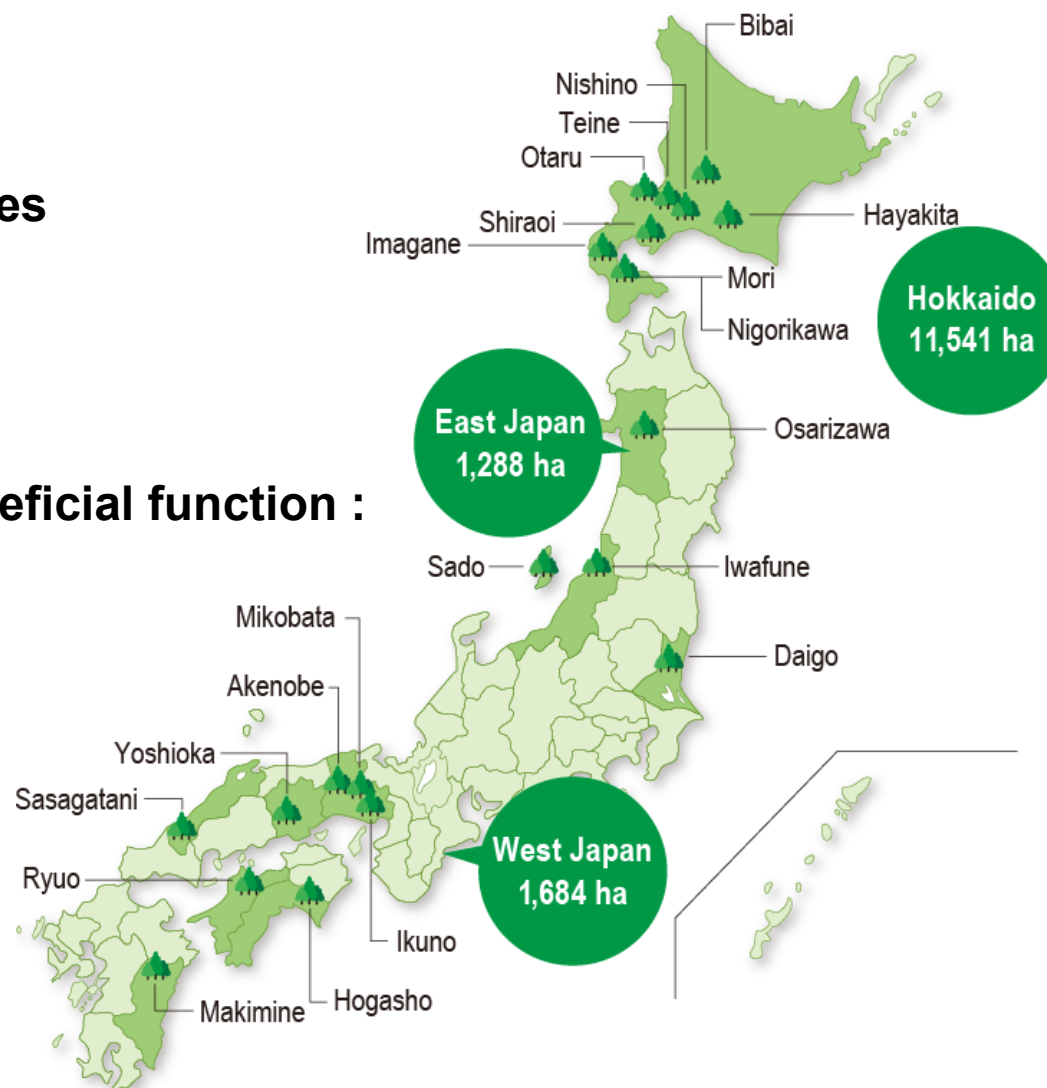 Bibai
Nishino
Teine
Otaru
es
Shiraoi
Hayakita
Imagane
Mori
Hokkaido
11,541 ha
Nigorikawa
East Japan
1,288 ha
Osarizawa
eficial function :
Sado
Iwafune
Mikobata
Daigo
Akenobe
Yoshioka
Sasagatani
West Japan
1,684 ha
Ryuo
Ikuno
Hogasho
Makimine